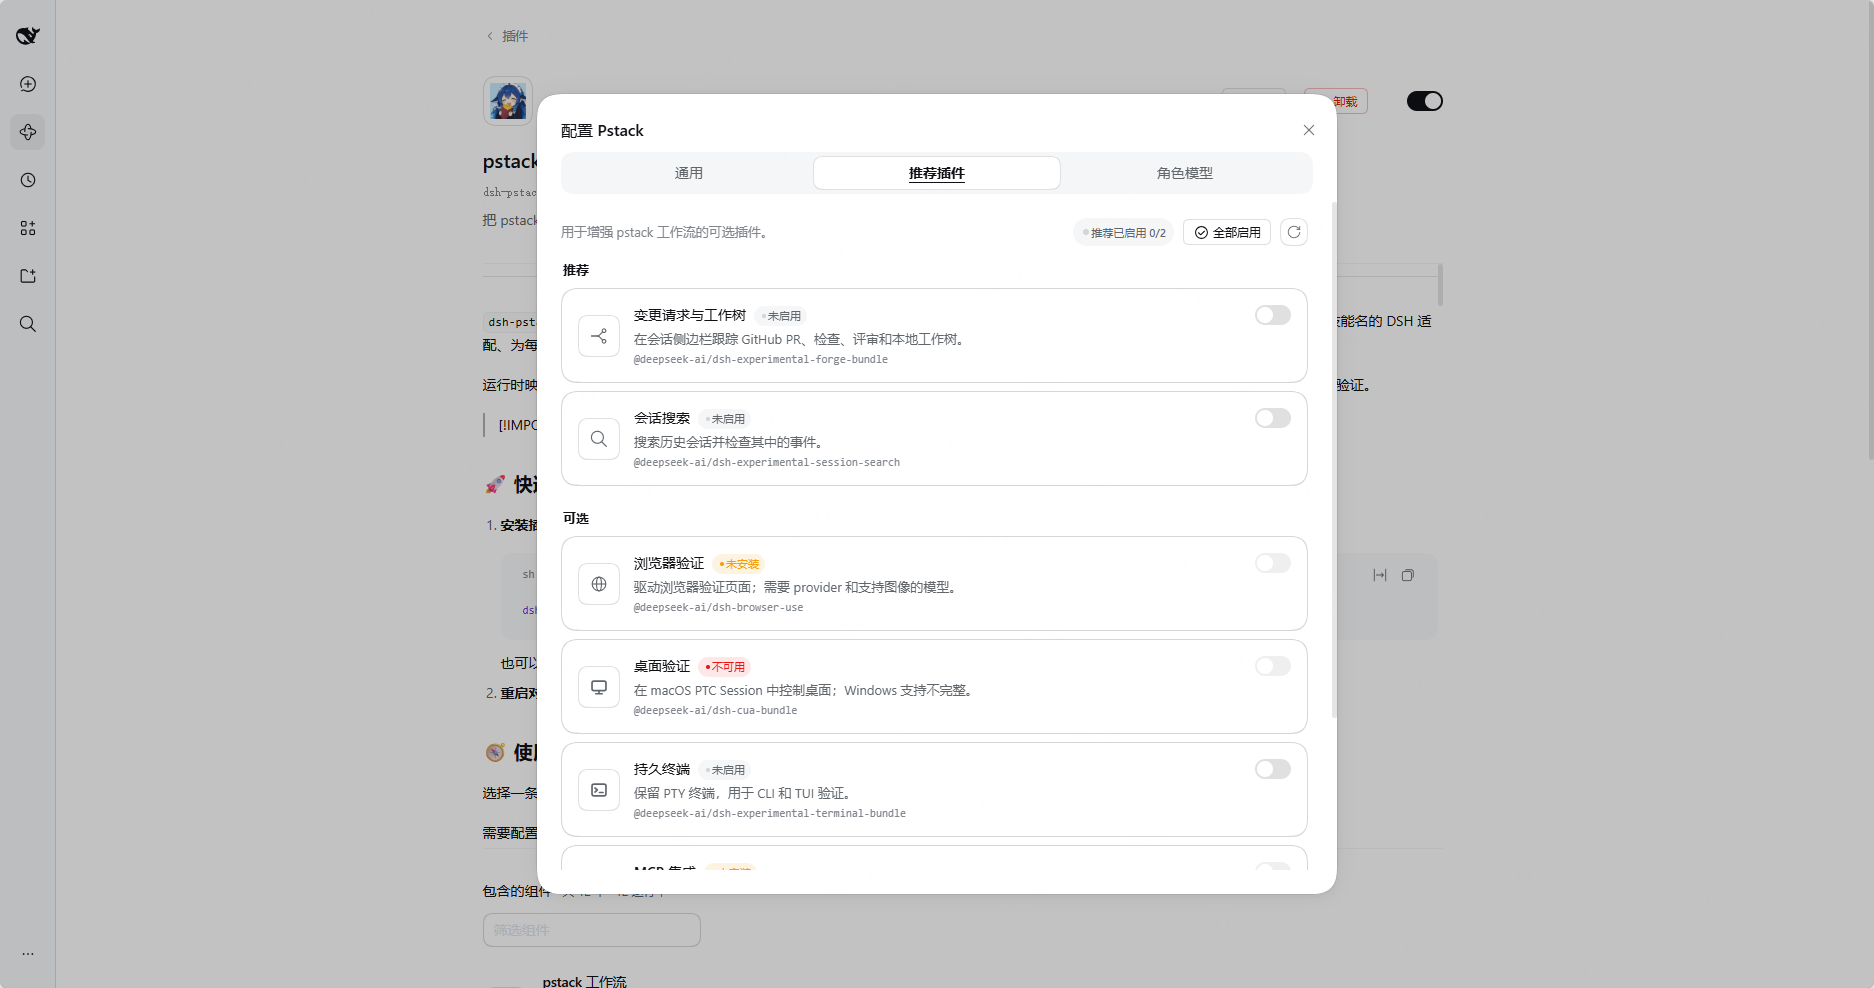 插件
卸载
配置 Pstack
通用
推荐插件
角色模型
pstack
dsh-pstac
把 pstack
用于增强 pstack 工作流的可选插件。
推荐已启用 0/2
全部启用
推荐
变更请求与工作树
未启用
在会话侧边栏跟踪 GitHub PR、检查、评审和本地工作树。
@deepseek-ai/dsh-experimental-forge-bundle
dsh-pst
能名的 DSH 适
配、为每
运行时映
验证。
会话搜索
未启用
搜索历史会话并检查其中的事件。
@deepseek-ai/dsh-experimental-session-search
[!IMPO
快
1. 安装
可选
浏览器验证
未安装
驱动浏览器验证页面；需要 provider 和支持图像的模型。
@deepseek-ai/dsh-browser-use
sh
dsh
也可以
2. 重启
桌面验证
不可用
在 macOS PTC Session 中控制桌面；Windows 支持不完整。
@deepseek-ai/dsh-cua-bundle
使
选择一条
需要配置
持久终端
未启用
保留 PTY 终端，用于 CLI 和 TUI 验证。
@deepseek-ai/dsh-experimental-terminal-bundle
MCP 集成
包含的组件
筛选组件
pstack 工作流